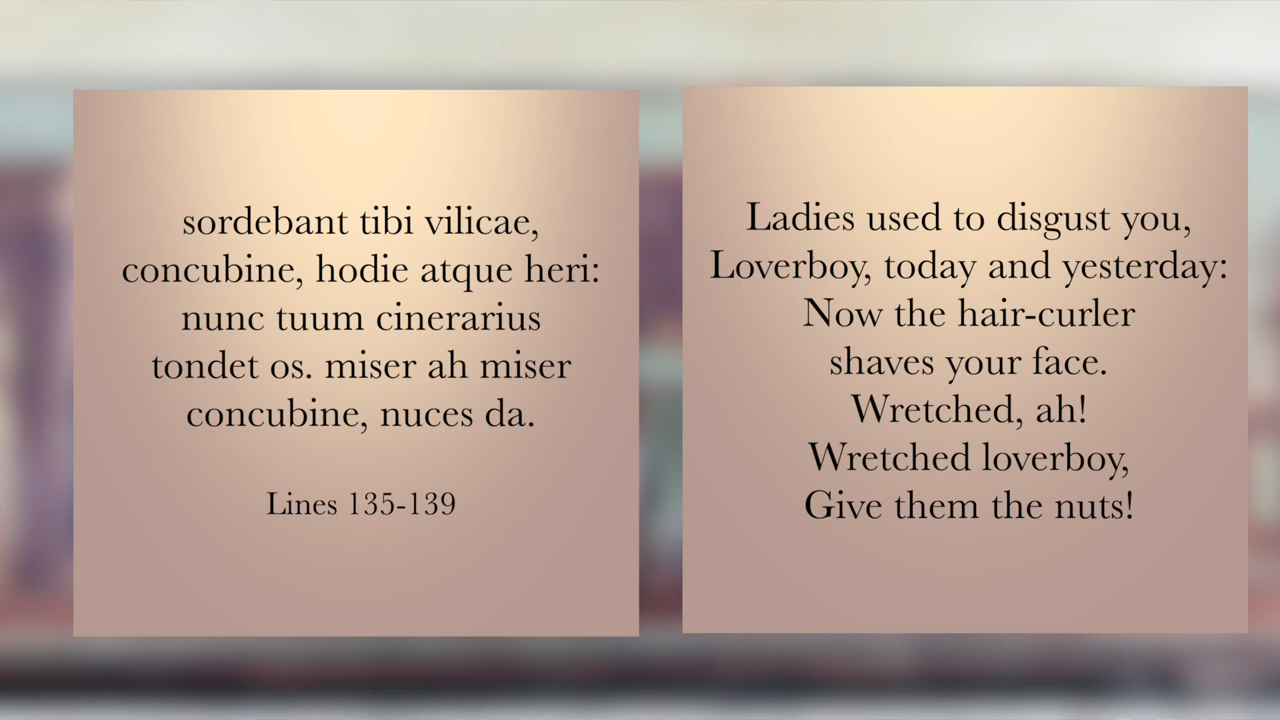 sordebant tibi vilicae,
concubine, hodie atque heri:
nunc tuum cinerarius
tondet os. miser ah miser
concubine, nuces da.
Lines 135-139
Ladies used to disgust you,
Loverboy, today and yesterday:
Now the hair-curler
shaves your face.
Wretched, ah!
Wretched loverboy,
Give them the nuts!